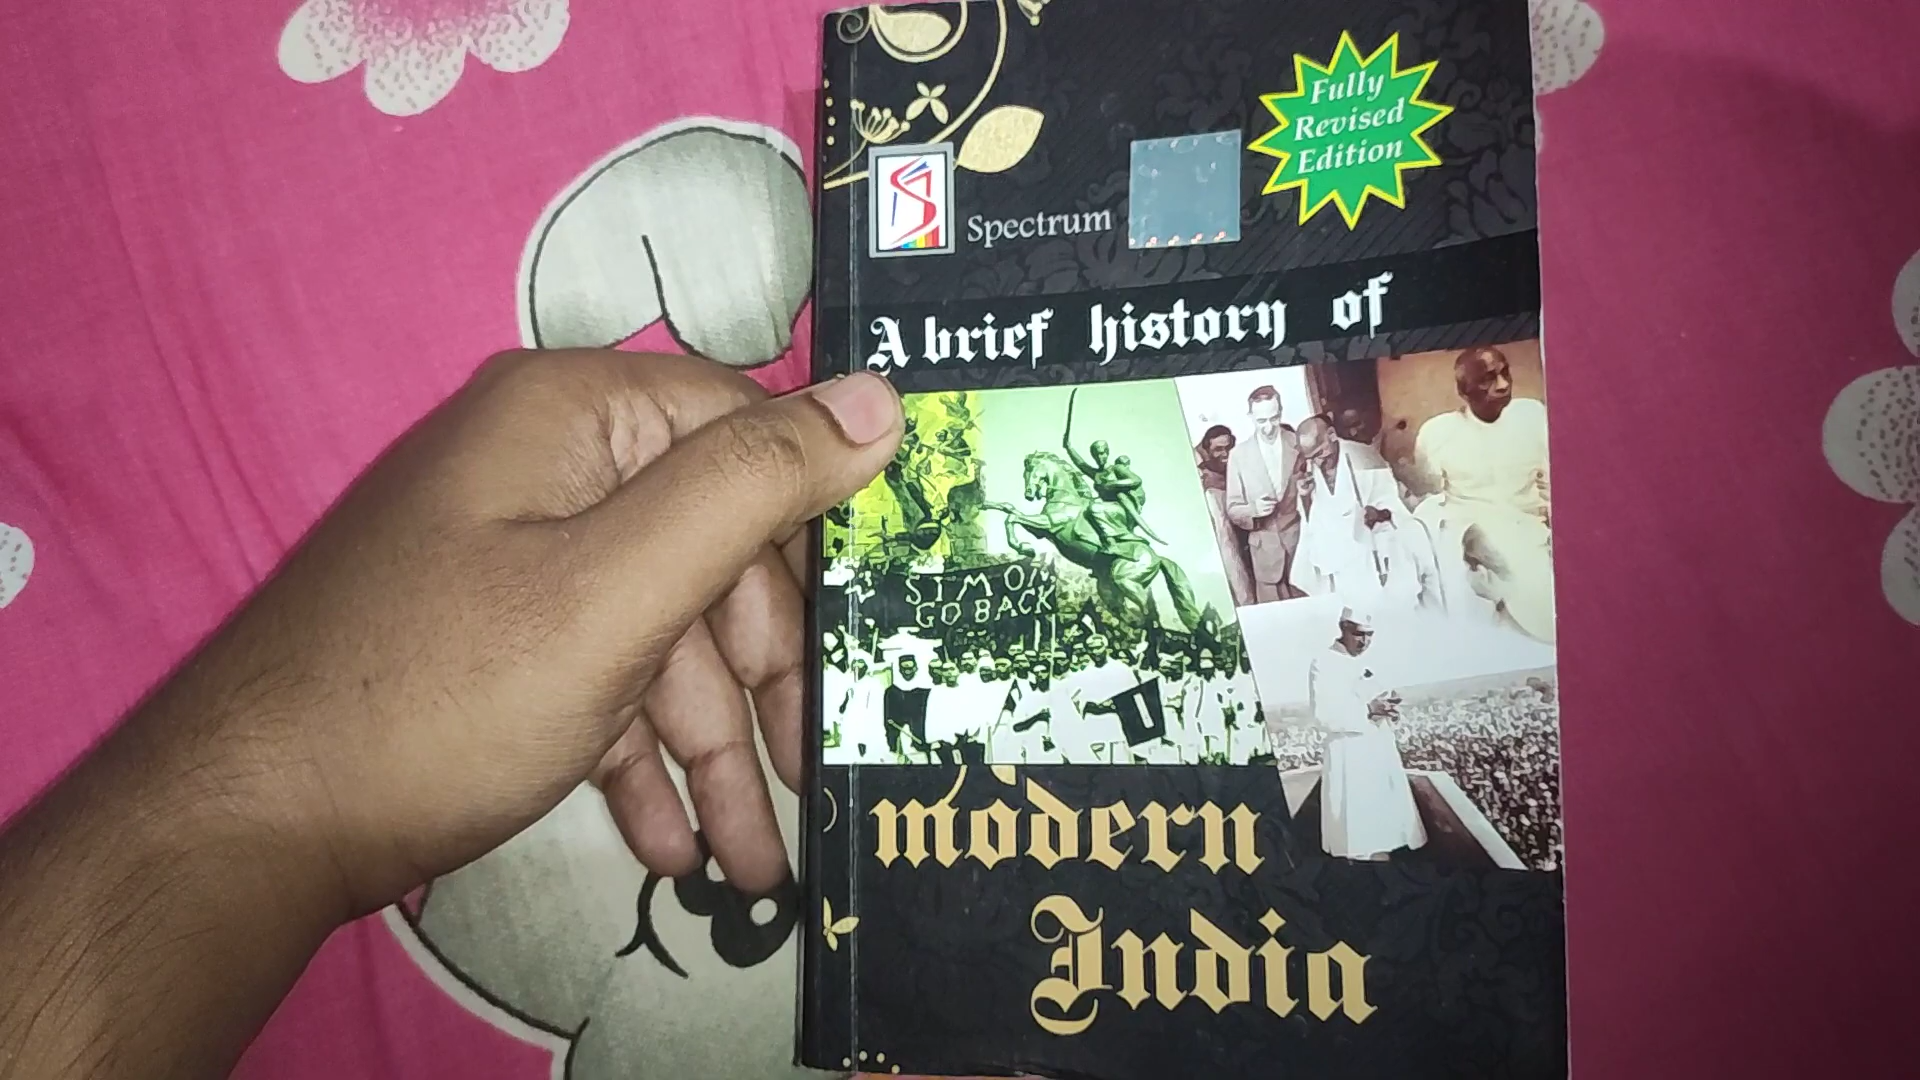 Fully
Revised
Edition
Spectrum
A brief history of
SIMON
GO BACK
modern
India